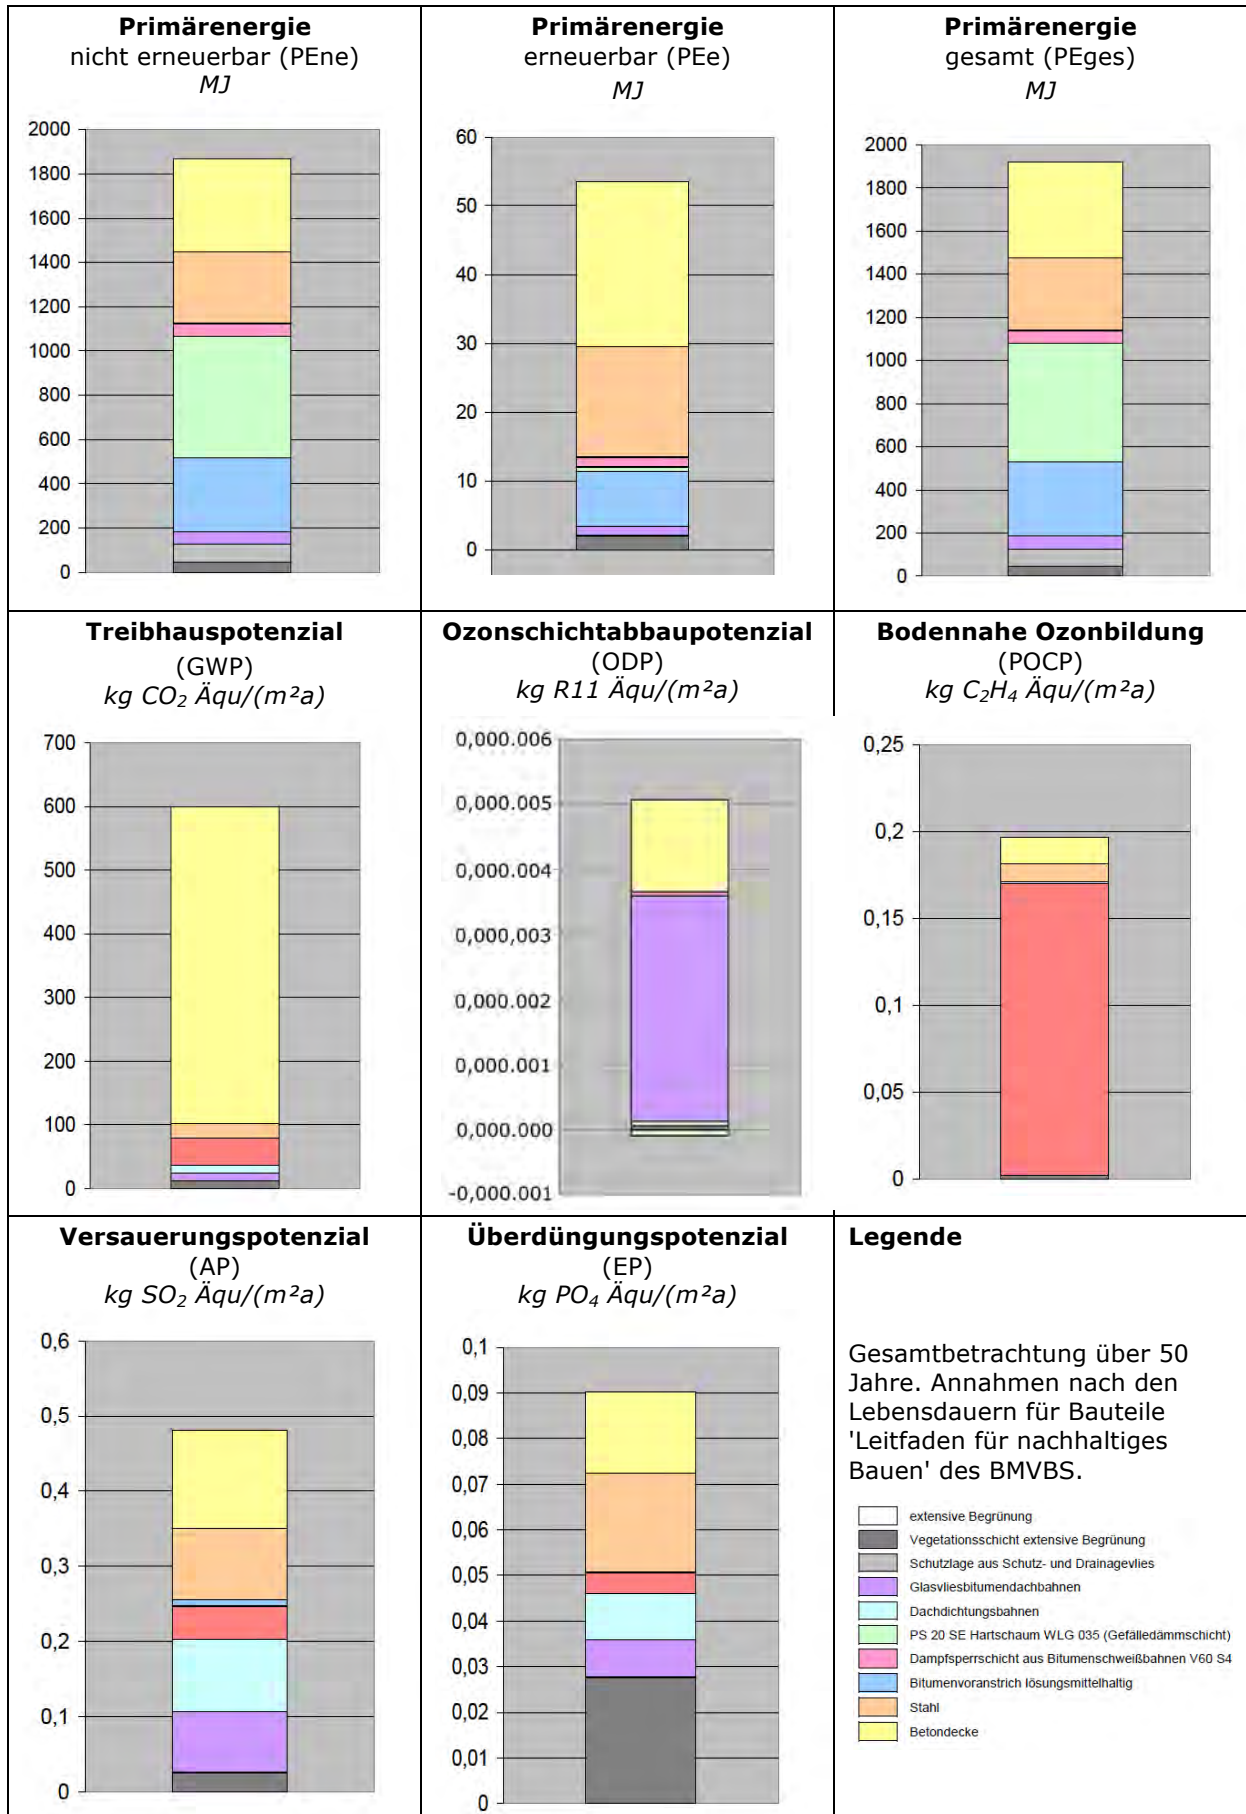 Primärenergie
nicht erneuerbar (PEne)
MJ
2000
1800
1600
1400
1200
1000
800
600
400
200
0
Primärenergie
erneuerbar (PEe)
MJ
60
50
40
30
20
10
0
Primärenergie
gesamt (PEges)
MJ
2000
1800
1600
1400
1200
1000
800
600
400
200
0
Treibhauspotenzial
(GWP)
kg CO₂ Äqu/(m²a)
700
600
500
400
300
200
100
0
Ozonschichtabbaupotenzial
(ODP)
kg R11 Äqu/(m²a)
0,000.006
0,000.005
0,000.004
0,000,003
0,000.002
0,000.001
0,000.000
-0,000.001
Bodennahe Ozonbildung
(POCP)
kg C₂H₄ Äqu/(m²a)
0,25
0,2
0,15
0,1
0,05
0
Versauerungspotenzial
(AP)
kg SO₂ Äqu/(m²a)
0,6
0,5
0,4
0,3
0,2
0,1
0
Überdüngungspotenzial
(EP)
kg PO₄ Äqu/(m²a)
0,1
0,09
0,08
0,07
0,06
0,05
0,04
0,03
0,02
0,01
0
Legende
Gesamtbetrachtung über 50
Jahre. Annahmen nach den
Lebensdauern für Bauteile
'Leitfaden für nachhaltiges
Bauen' des BMVBS.
extensive Begrünung
Vegetationsschicht extensive Begrünung
Schutzlage aus Schutz- und Drainagevlies
Glasvliesbitumendachbahnen
Dachdichtungsbahnen
PS 20 SE Hartschaum WLG 035 (Gefälledämmschicht)
Dampfsperrschicht aus Bitumenschweißbahnen V60 S4
Bitumenvoranstrich lösungsmittelhaltig
Stahl
Betondecke